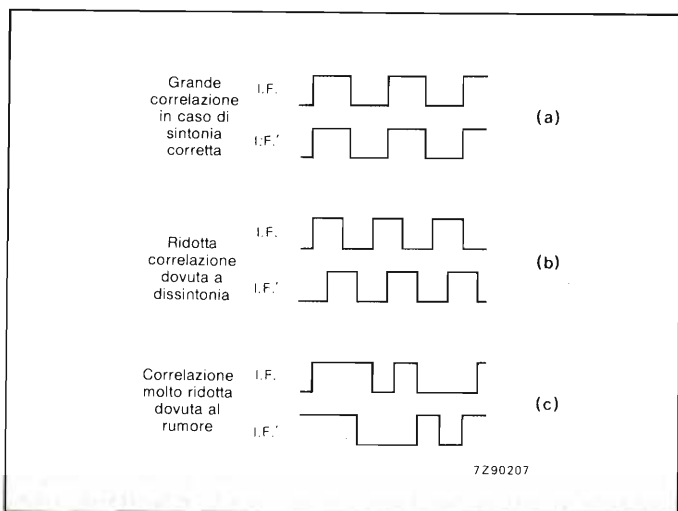 Grande
correlazione
in caso di
sintonia
corretta
I.F.
I.F.'
(a)
Ridotta
correlazione
dovuta a
dissintonia
I.F.
I.F.'
(b)
Correlazione
molto ridotta
dovuta al
rumore
I.F.
I.F.'
(c)
7Z90207